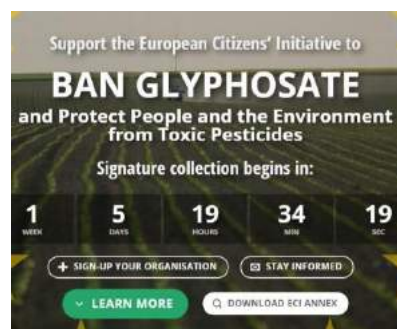 Support the European Citizens' Initiative to
BAN GLYPHOSATE
and Protect People and the Environment
from Toxic Pesticides
Signature collection begins in:
1 5 19 34 19
WEEK DAYS HOURS MIN SEC
+ SIGN-UP YOUR ORGANISATION STAY INFORMED
LEARN MORE DOWNLOAD ECI ANNEX